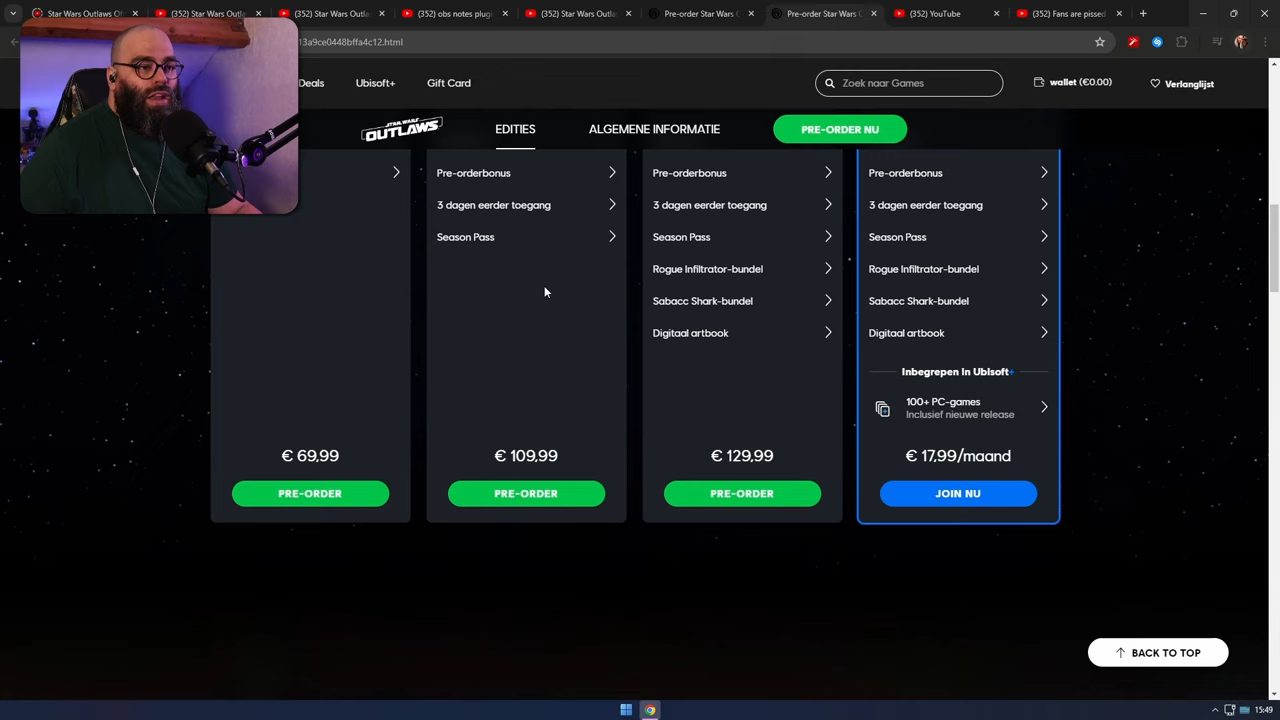 (352) Star Wars Outla
(352) Star Wars Outla
(352) obs notes plugi
(352) Star Wars Outla
Pre-order Star Wars
Pre-order Star Wars
(352) YouTube
(352) Fans are pissed
13a9ce0448bffa4c12.html
Deals
Ubisoft+
Gift Card
Zoek naar Games
wallet (€0.00)
Verlanglijst
STAR WARS
OUTLAWS
EDITIES
ALGEMENE INFORMATIE
PRE-ORDER NU
Pre-orderbonus
3 dagen eerder toegang
Season Pass
Pre-orderbonus
3 dagen eerder toegang
Season Pass
Rogue Infiltrator-bundel
Sabacc Shark-bundel
Digitaal artbook
Pre-orderbonus
3 dagen eerder toegang
Season Pass
Rogue Infiltrator-bundel
Sabacc Shark-bundel
Digitaal artbook
Inbegrepen in Ubisoft+
100+ PC-games
Inclusief nieuwe release
€ 69,99
PRE-ORDER
€ 109,99
PRE-ORDER
€ 129,99
PRE-ORDER
€ 17,99/maand
JOIN NU
BACK TO TOP
15:49